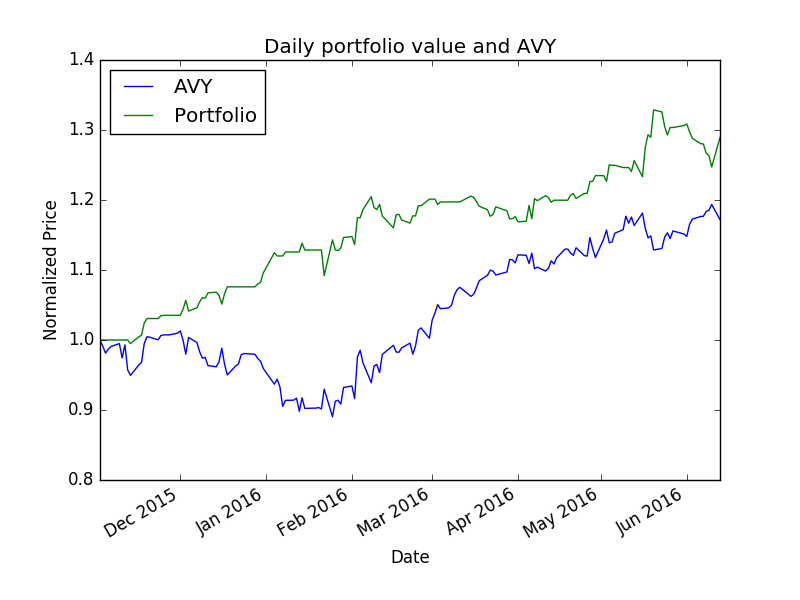 Daily portfolio value and AVY
AVY
Portfolio
1.4
1.3
1.2
1.1
1.0
0.9
0.8
Normalized Price
Dec 2015
Jan 2016
Feb 2016
Mar 2016
Apr 2016
May 2016
Jun 2016
Date